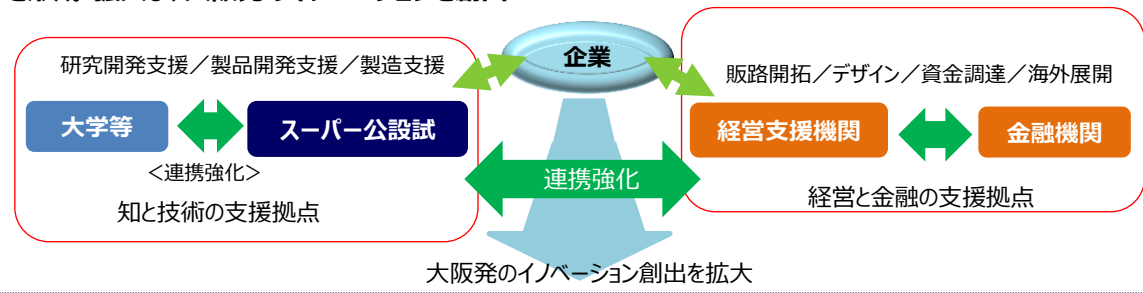 企業
研究開発支援／製品開発支援／製造支援
大学等
スーパー公設試
＜連携強化＞
知と技術の支援拠点
販路開拓／デザイン／資金調達／海外展開
経営支援機関
金融機関
経営と金融の支援拠点
連携強化
大阪発のイノベーション創出を拡大